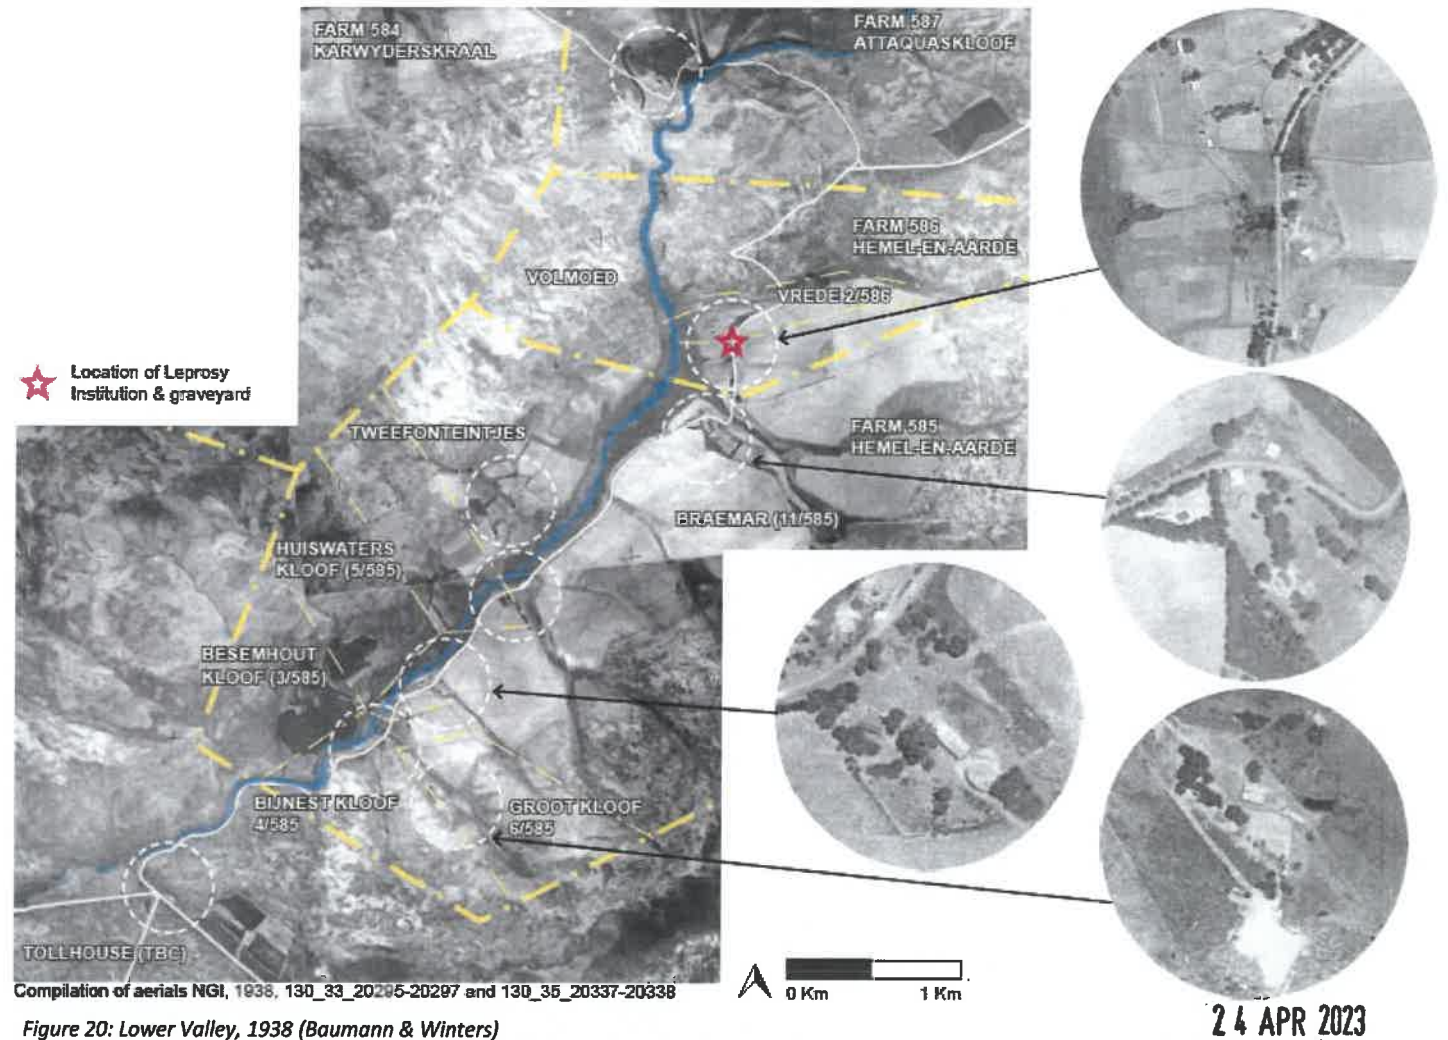 FARM 584
KARWYDERSKRAAL
FARM 587
ATTAQUASKLOOF
FARM 586
HEMEL-EN-AARDE
VOLMOED
VREDE 2/586
Location of Leprosy
Institution & graveyard
TWEEFONTEINTJES
FARM 585
HEMEL-EN-AARDE
BRAEMAR (11/585)
HUISWATERS
KLOOF (5/585)
BESEMHOUT
KLOOF (3/585)
BIJNEST KLOOF
4/585
GROOT KLOOF
6/585
TOLLHOUSE (TBC)
0 Km 1 Km
Compilation of aerials NGI, 1938, 130_33_20295-20297 and 130_35_20337-20338
Figure 20: Lower Valley, 1938 (Baumann & Winters)
24 APR 2023